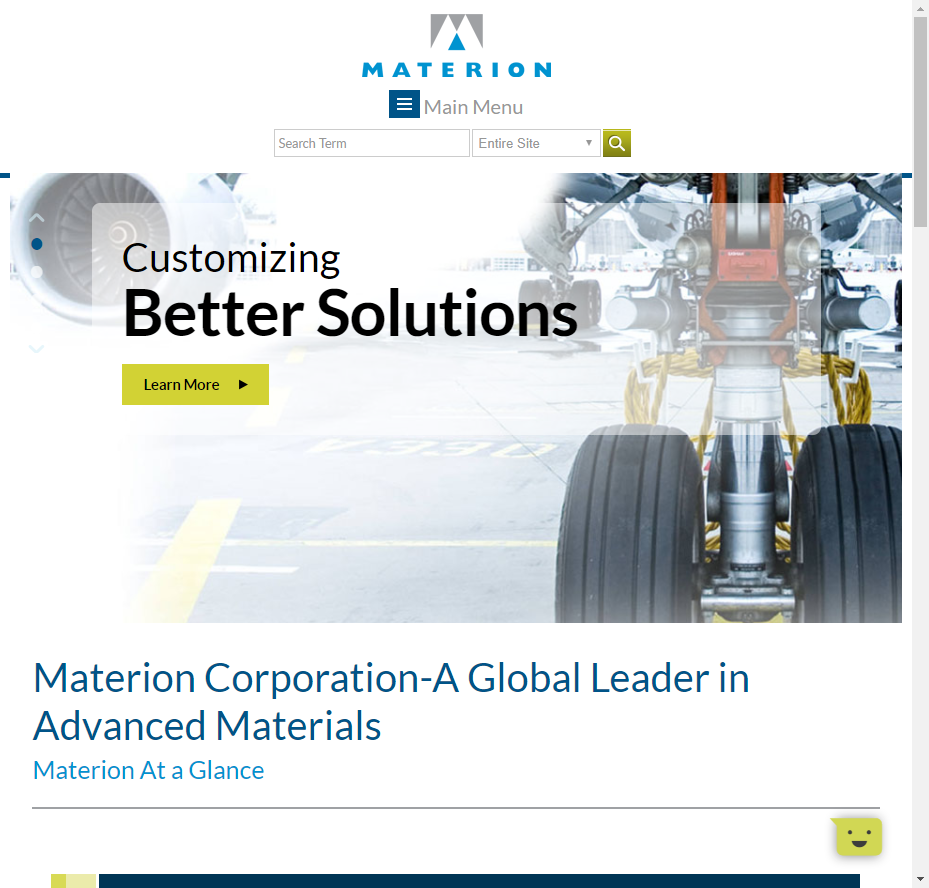 MATERION
Main Menu
Search Term
Entire Site
Customizing
Better Solutions
Learn More
Materion Corporation-A Global Leader in
Advanced Materials
Materion At a Glance